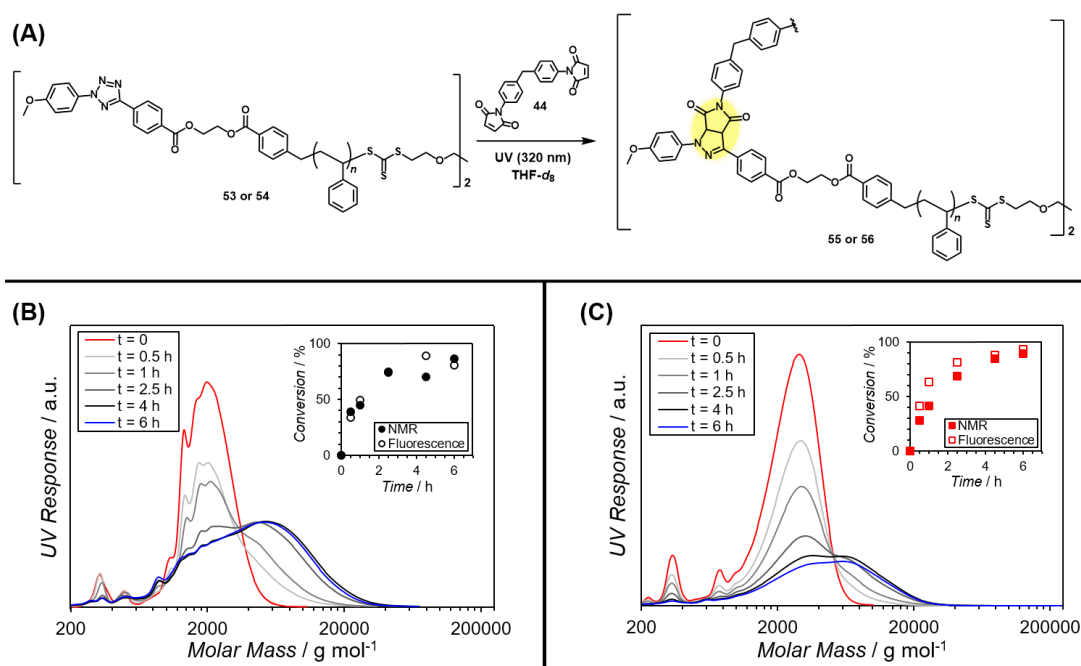 (A)
N N
N N
O
O
O
O
O
n
S S
S
O
2
53 or 54
O
N
O
O
N
O
44
UV (320 nm)
THF-d8
O N O
N N
O
O
O
O
O
n
S S
S
O
2
55 or 56
(B)
t = 0
t = 0.5 h
t = 1 h
t = 2.5 h
t = 4 h
t = 6 h
UV Response / a.u.
Molar Mass / g mol-1
200 2000 20000 200000
Conversion / %
100
50
0
0 2 4 6
Time / h
NMR
Fluorescence
(C)
t = 0
t = 0.5 h
t = 1 h
t = 2.5 h
t = 4 h
t = 6 h
UV Response / a.u.
Molar Mass / g mol-1
200 2000 20000 200000
Conversion / %
100
50
0
0 2 4 6
Time / h
NMR
Fluorescence